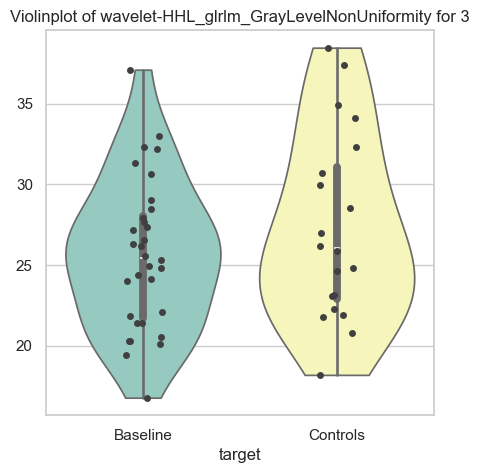 Violinplot of wavelet-HHL_glrlm_GrayLevelNonUniformity for 3
35
30
25
20
Baseline Controls
target